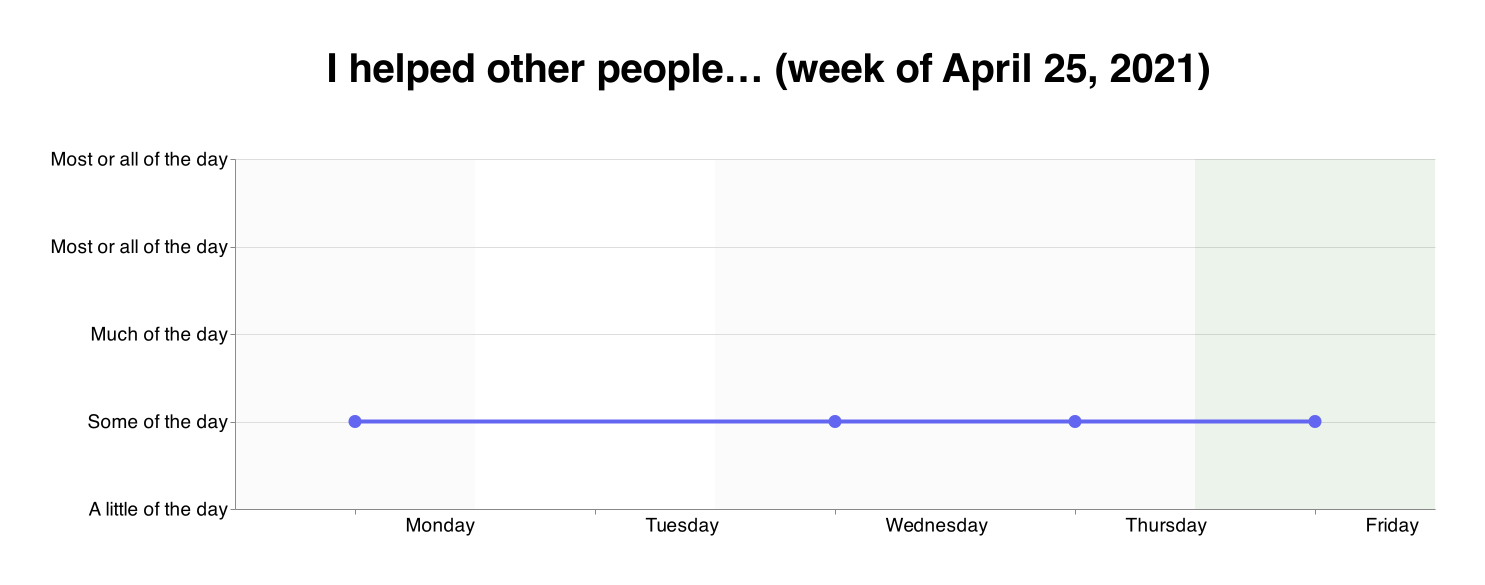 I helped other people… (week of April 25, 2021)
Most or all of the day
Most or all of the day
Much of the day
Some of the day
A little of the day
Monday Tuesday Wednesday Thursday Friday